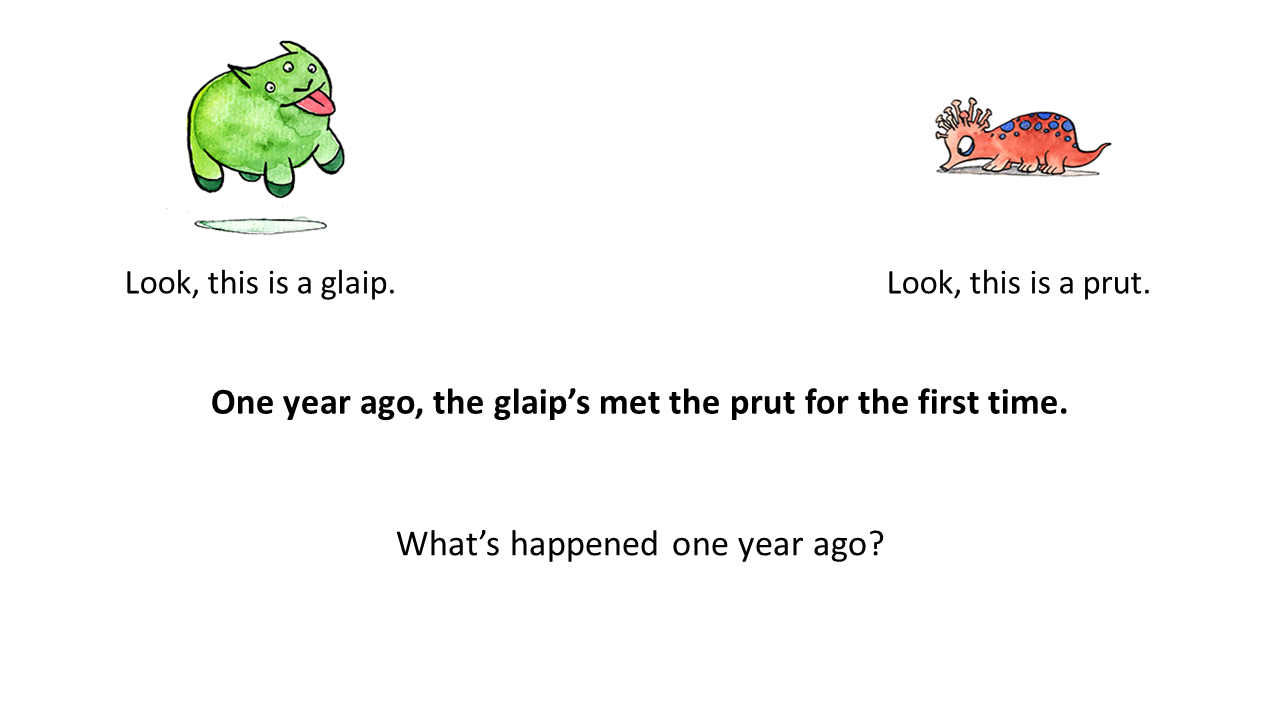 Look, this is a glaip.
Look, this is a prut.
One year ago, the glaip’s met the prut for the first time.
What’s happened one year ago?